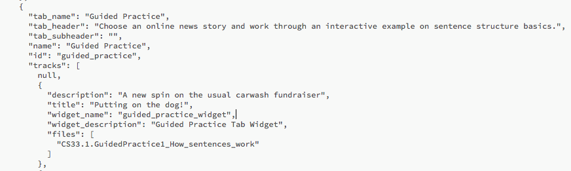 {
"tab_name": "Guided Practice",
"tab_header": "Choose an online news story and work through an interactive example on sentence structure basics.",
"tab_subheader": "",
"name": "Guided Practice",
"id": "guided_practice",
"tracks": [
null,
{
"description": "A new spin on the usual carwash fundraiser",
"title": "Putting on the dog!",
"widget_name": "guided_practice_widget",
"widget_description": "Guided Practice Tab Widget",
"files": [
"CS33.1.GuidedPractice1_How_sentences_work"
]
},